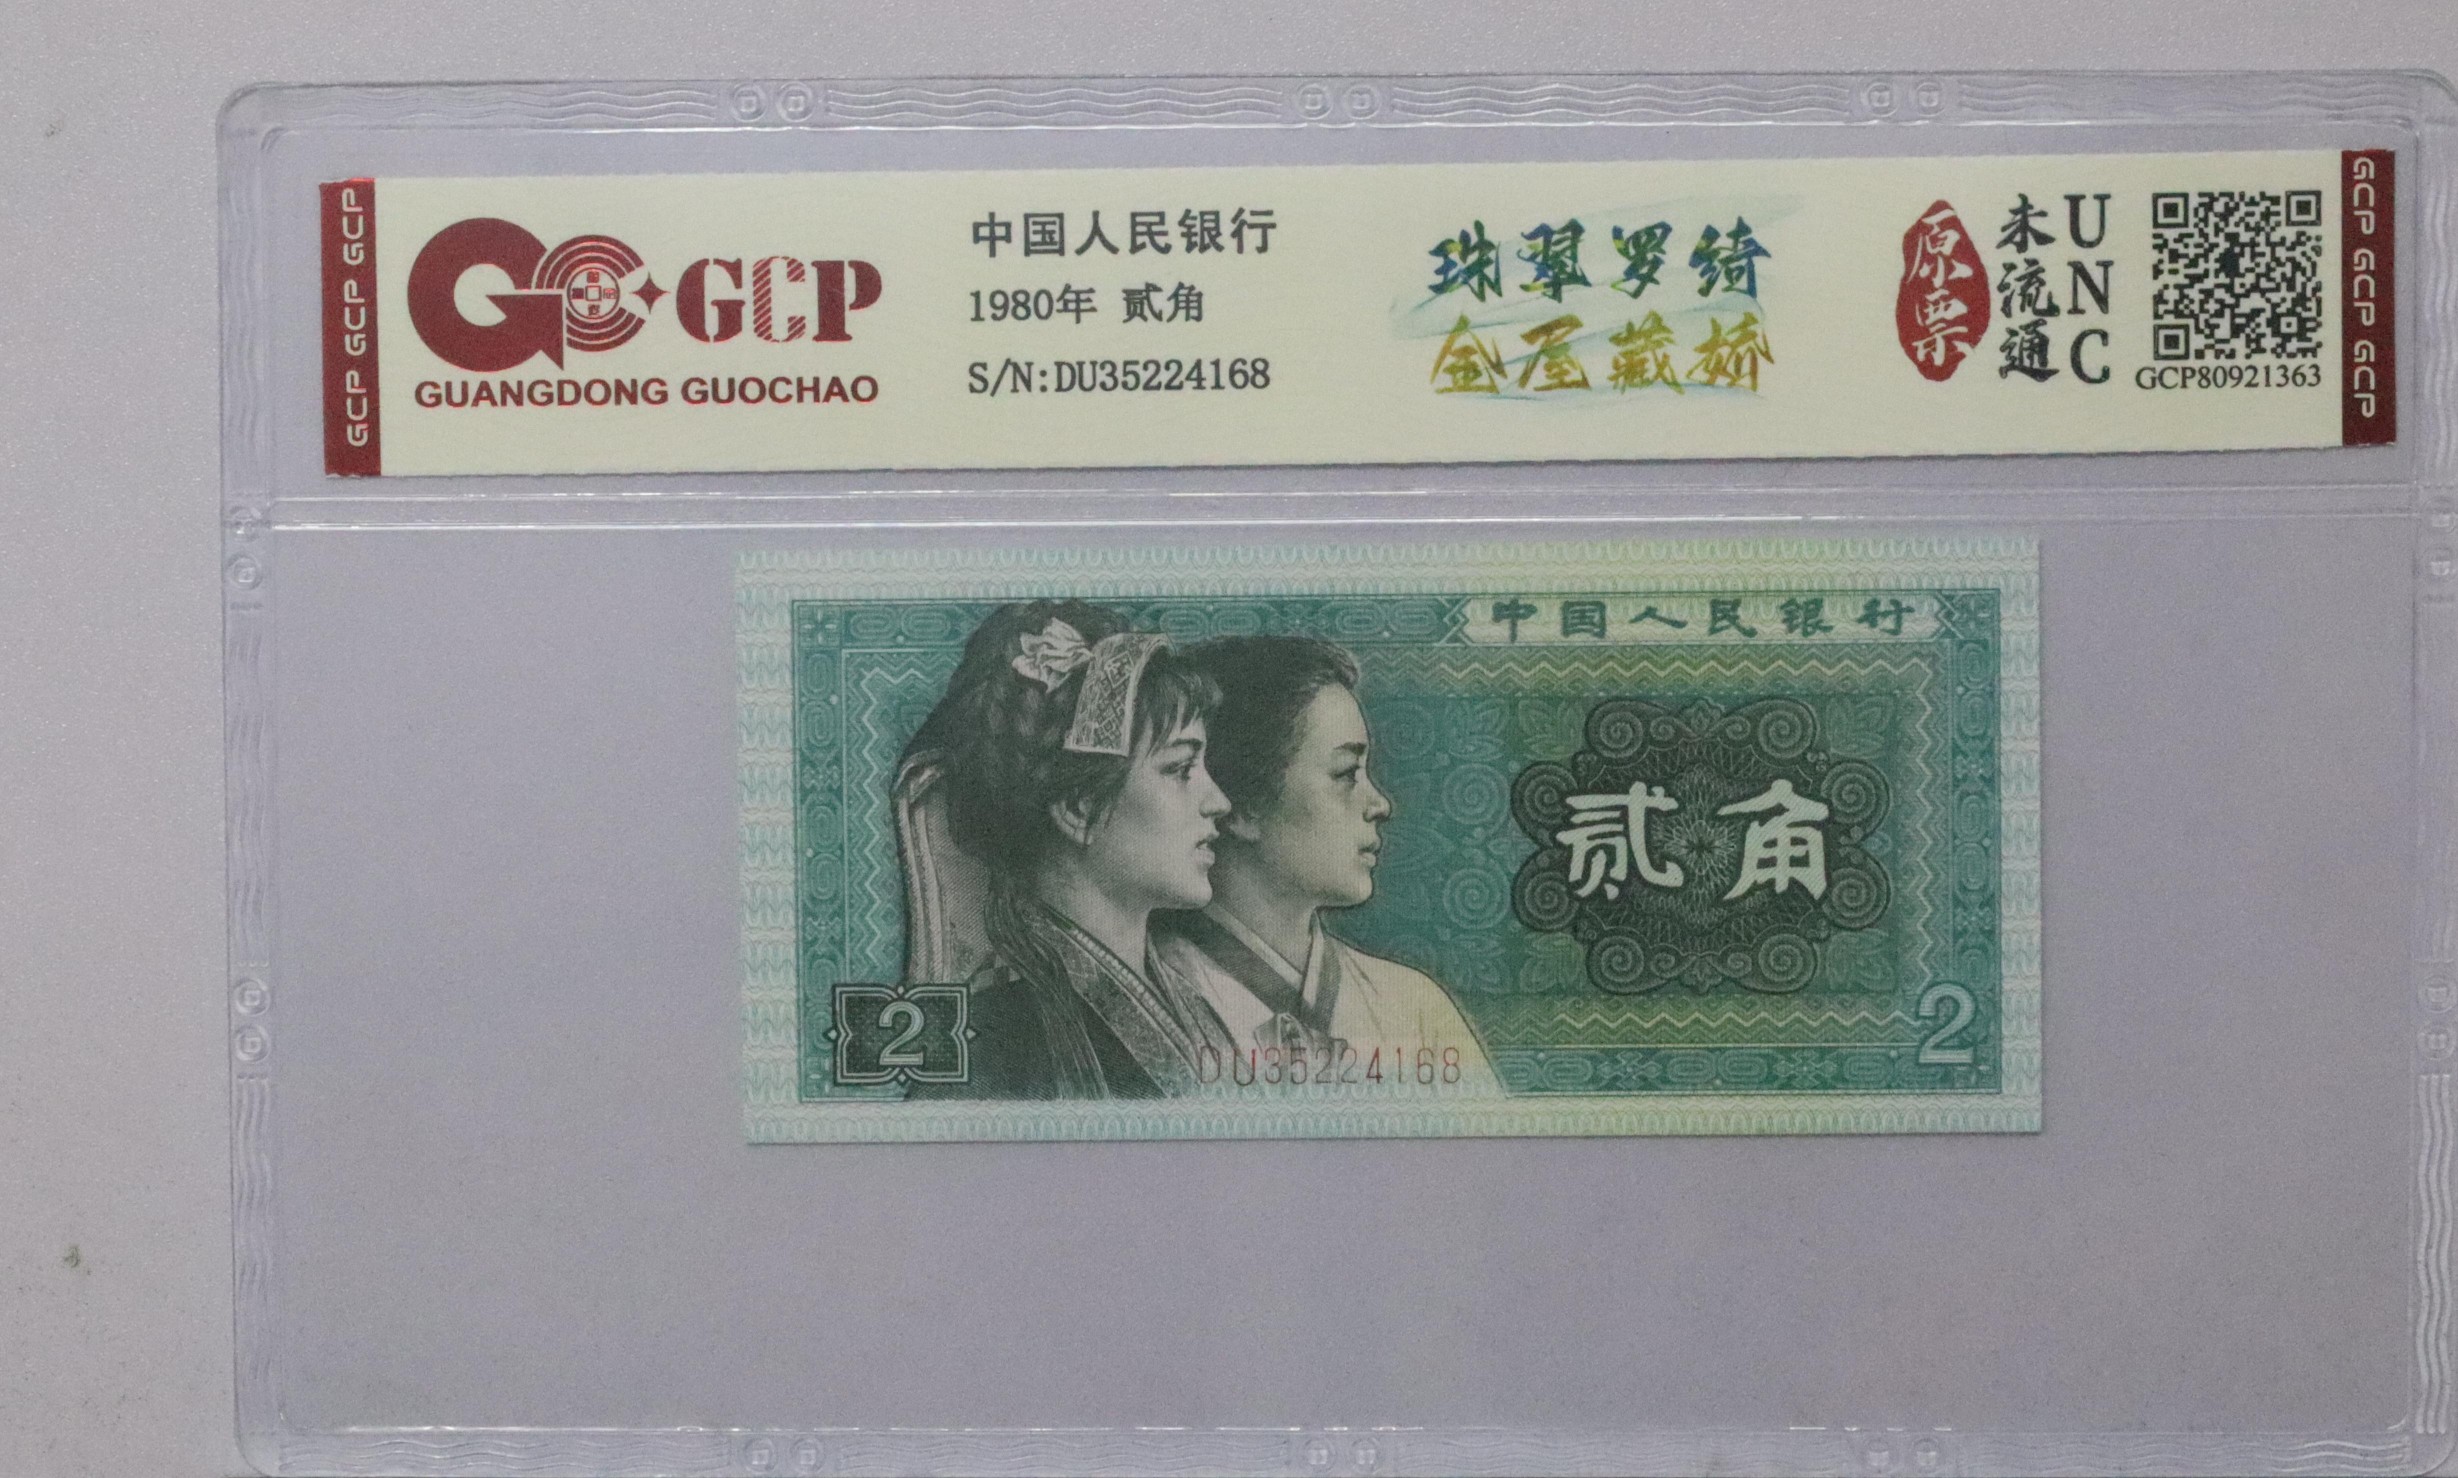 GCP GCP GCP
GCP
GUANGDONG GUOCHAO
中国人民银行
1980年 贰角
S/N:DU35224168
珠翠罗绮
金屋藏娇
原票
未流通
UNC
GCP80921363
GCP GCP GCP
中国人民银行
贰角
2
2
DU35224168